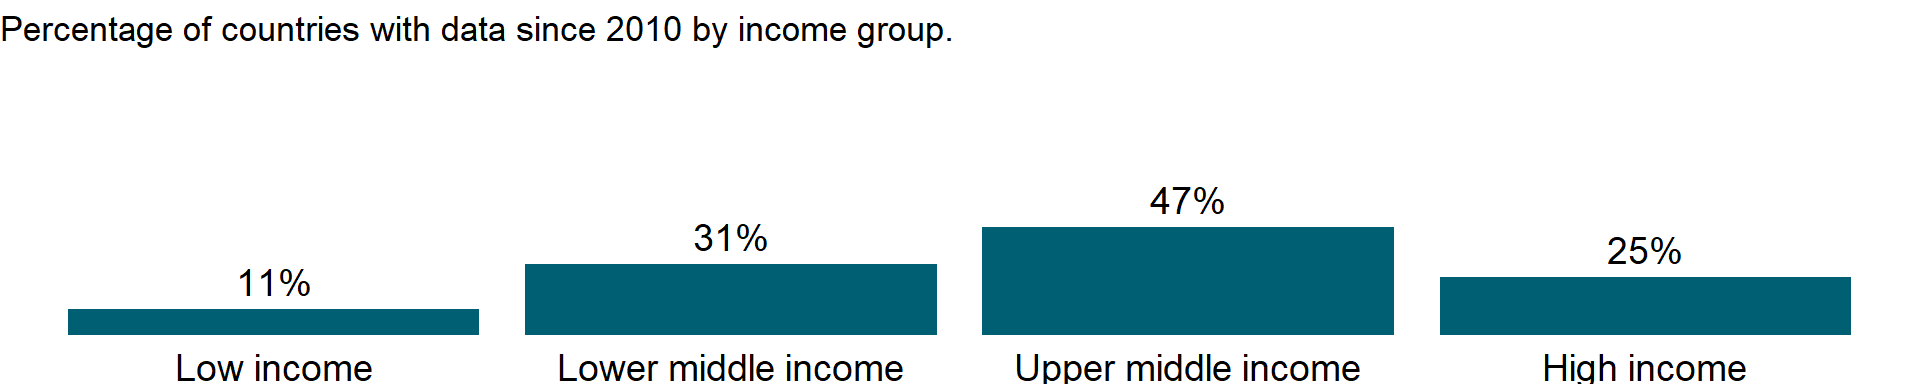 Percentage of countries with data since 2010 by income group.
47%
31%
25%
11%
Low income
Lower middle income
Upper middle income
High income